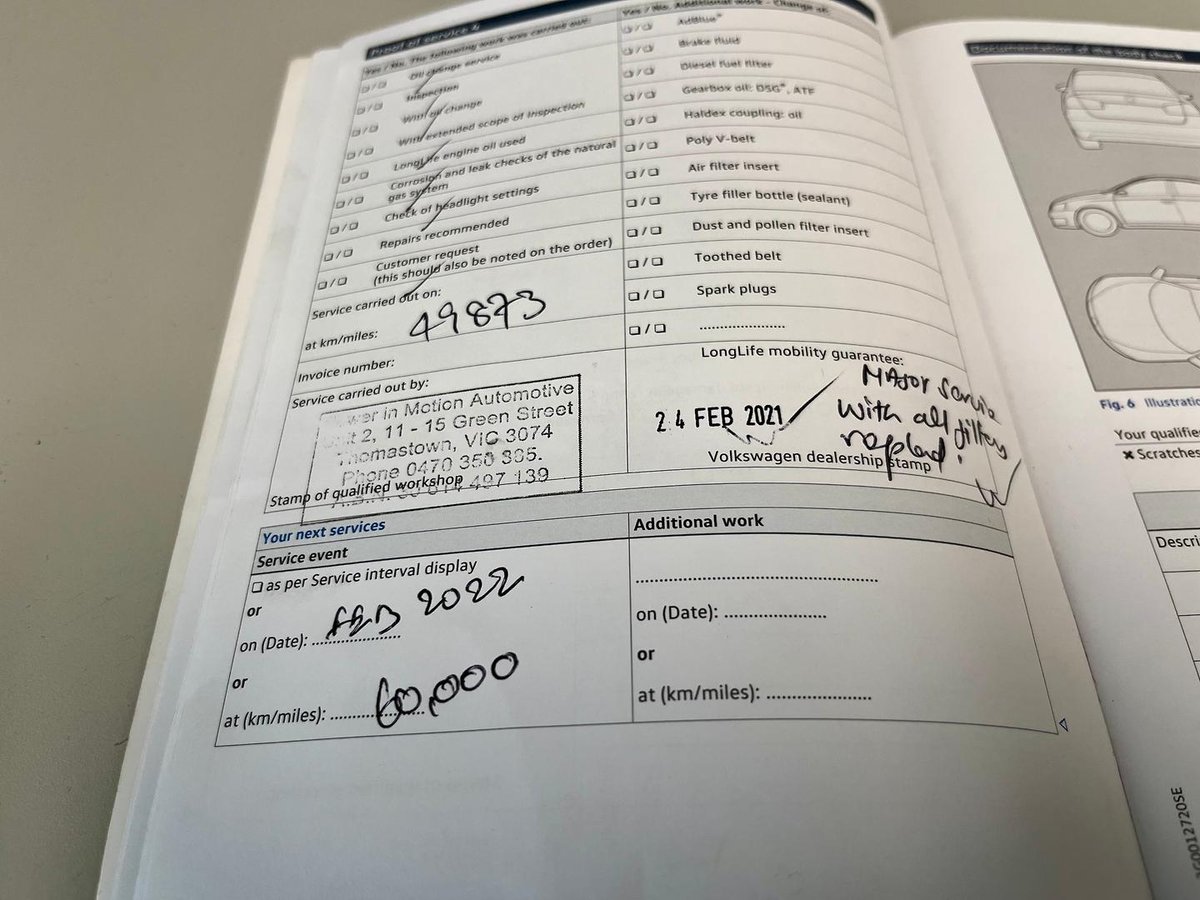 Proof of service 4
Yes / No. The following work was carried out:
Oil change service
Inspection
With oil change
With extended scope of inspection
LongLife engine oil used
Corrosion and leak checks of the natural
gas system
Check of headlight settings
Repairs recommended
Customer request
(this should also be noted on the order)
Service carried out on:
at km/miles: 49873
Invoice number:
Service carried out by:
in Motion Automotive
2, 11 - 15 Green Street
Thomastown, VIC 3074
Phone 0470 350 385.
497 139
Stamp of qualified workshop
Yes / No. Additional work - Change of:
AdBlue®
Brake fluid
Diesel fuel filter
Gearbox oil: DSG®, ATF
Haldex coupling: oil
Poly V-belt
Air filter insert
Tyre filler bottle (sealant)
Dust and pollen filter insert
Toothed belt
Spark plugs
....................
LongLife mobility guarantee:
24 FEB 2021
Major Service
with all filters
replaced!
Volkswagen dealership stamp
Your next services
Service event
as per Service interval display
or
on (Date): FEB 2022
or
at (km/miles): 60,000
Additional work
on (Date): ....................
or
at (km/miles): ....................
Documentation of the body check
Fig. 6 Illustratio
Your qualifie
Scratches
Descri